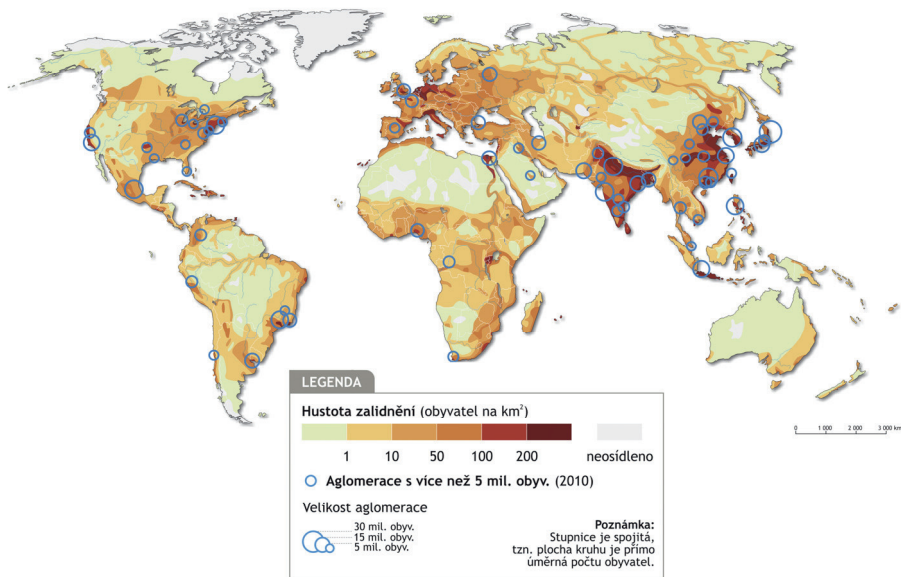 LEGENDA
Hustota zalidnění (obyvatel na km²)
1 10 50 100 200 neosídleno
Aglomerace s více než 5 mil. obyv. (2010)
Velikost aglomerace
30 mil. obyv.
15 mil. obyv.
5 mil. obyv.
Poznámka:
Stupnice je spojitá,
tzn. plocha kruhu je přímo
úměrná počtu obyvatel.
0 1 000 2 000 3 000 km